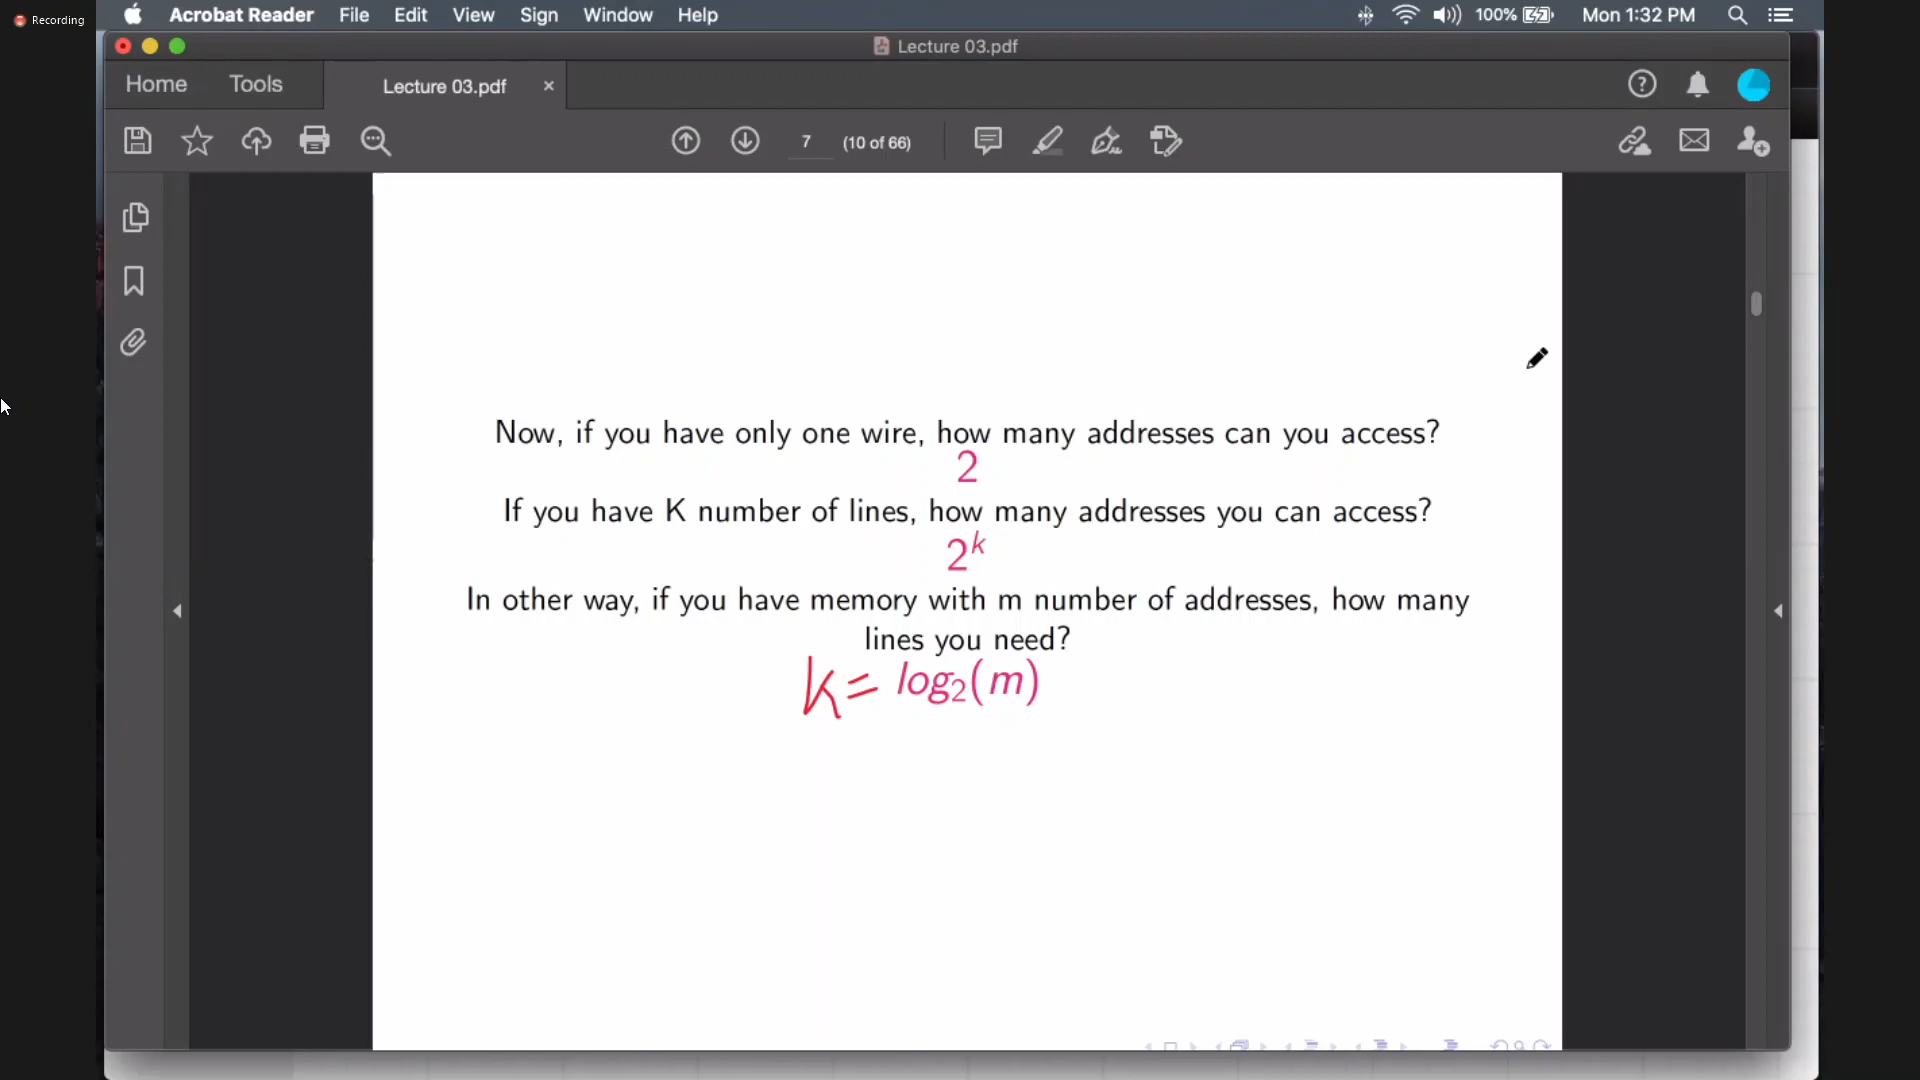 Recording
Acrobat Reader File Edit View Sign Window Help 100% Mon 1:32 PM
Lecture 03.pdf
Home Tools Lecture 03.pdf ×
7 (10 of 66)
Now, if you have only one wire, how many addresses can you access?
2
If you have K number of lines, how many addresses you can access?
2^k
In other way, if you have memory with m number of addresses, how many
lines you need?
k = log₂(m)